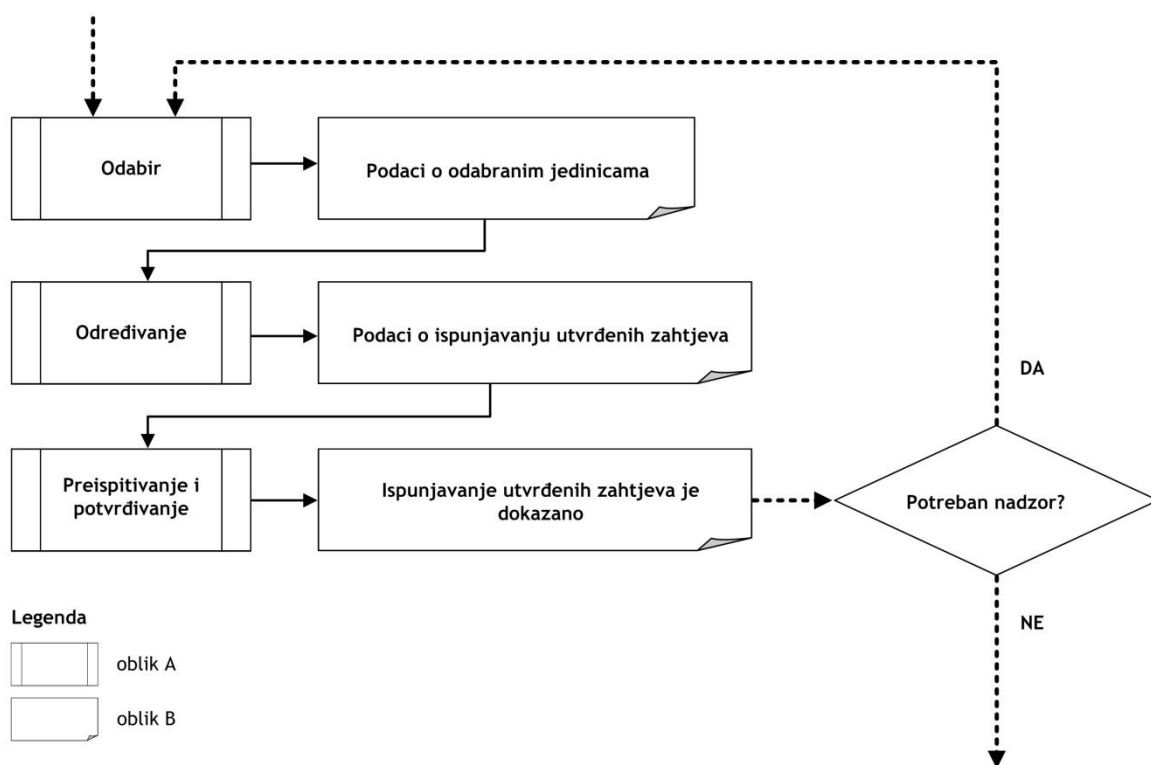 Odabir
Podaci o odabranim jedinicama
Određivanje
Podaci o ispunjavanju utvrđenih zahtjeva
DA
Preispitivanje i
potvrđivanje
Ispunjavanje utvrđenih zahtjeva je
dokazano
Potreban nadzor?
NE
Legenda
oblik A
oblik B